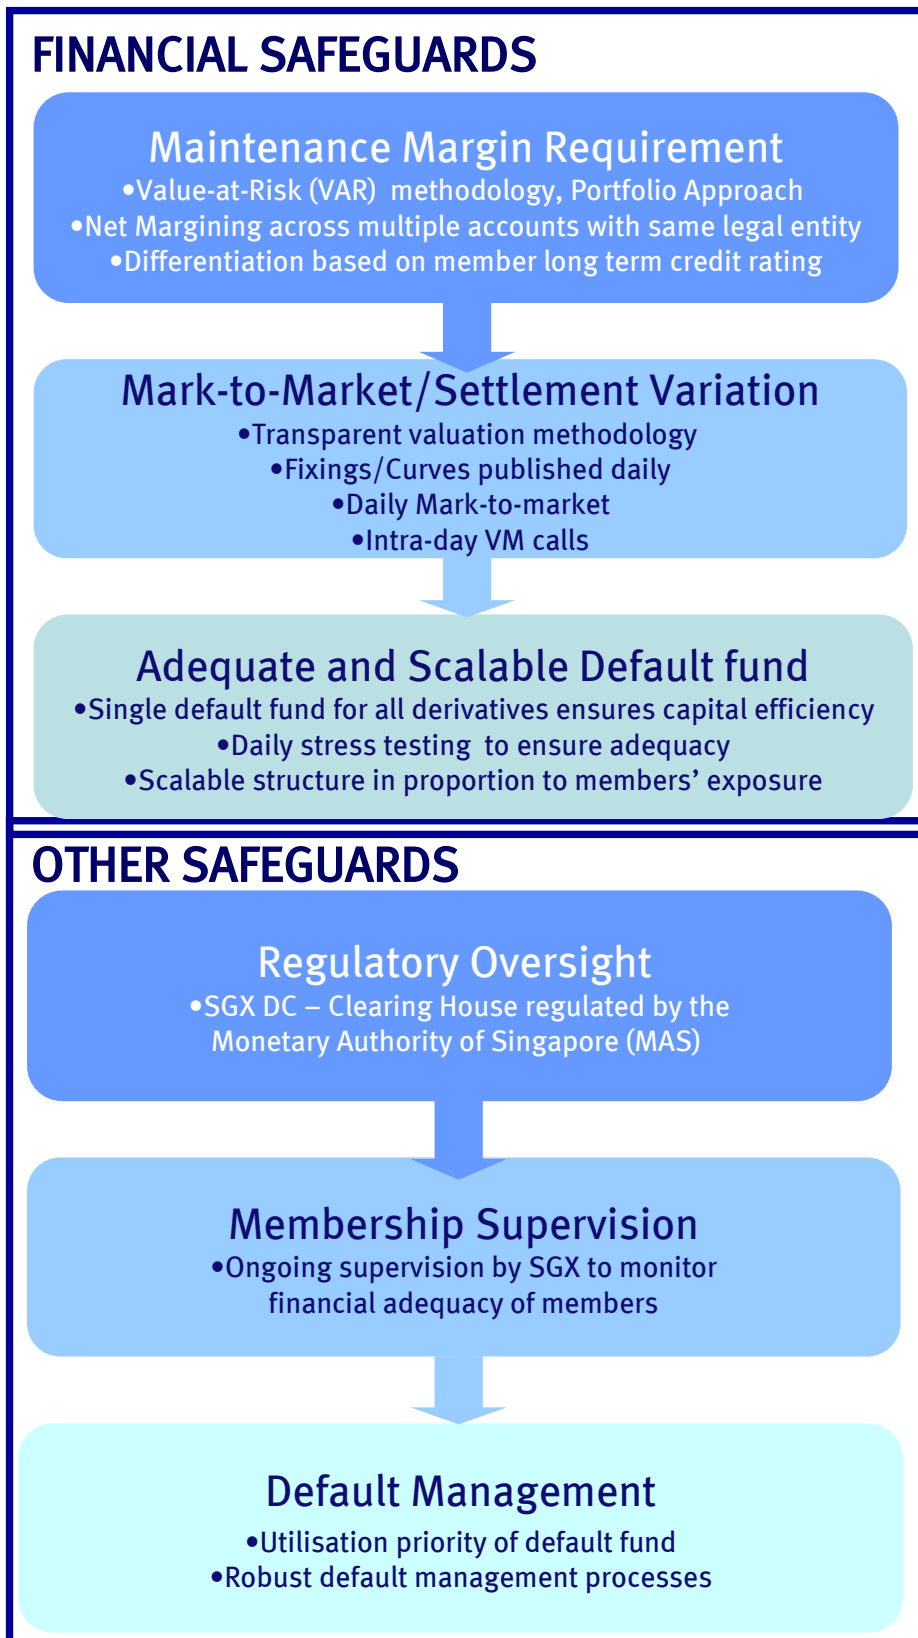 FINANCIAL SAFEGUARDS
Maintenance Margin Requirement
•Value-at-Risk (VAR) methodology, Portfolio Approach
•Net Margining across multiple accounts with same legal entity
•Differentiation based on member long term credit rating
Mark-to-Market/Settlement Variation
•Transparent valuation methodology
•Fixings/Curves published daily
•Daily Mark-to-market
•Intra-day VM calls
Adequate and Scalable Default fund
•Single default fund for all derivatives ensures capital efficiency
•Daily stress testing to ensure adequacy
•Scalable structure in proportion to members’ exposure
OTHER SAFEGUARDS
Regulatory Oversight
•SGX DC – Clearing House regulated by the
Monetary Authority of Singapore (MAS)
Membership Supervision
•Ongoing supervision by SGX to monitor
financial adequacy of members
Default Management
•Utilisation priority of default fund
•Robust default management processes